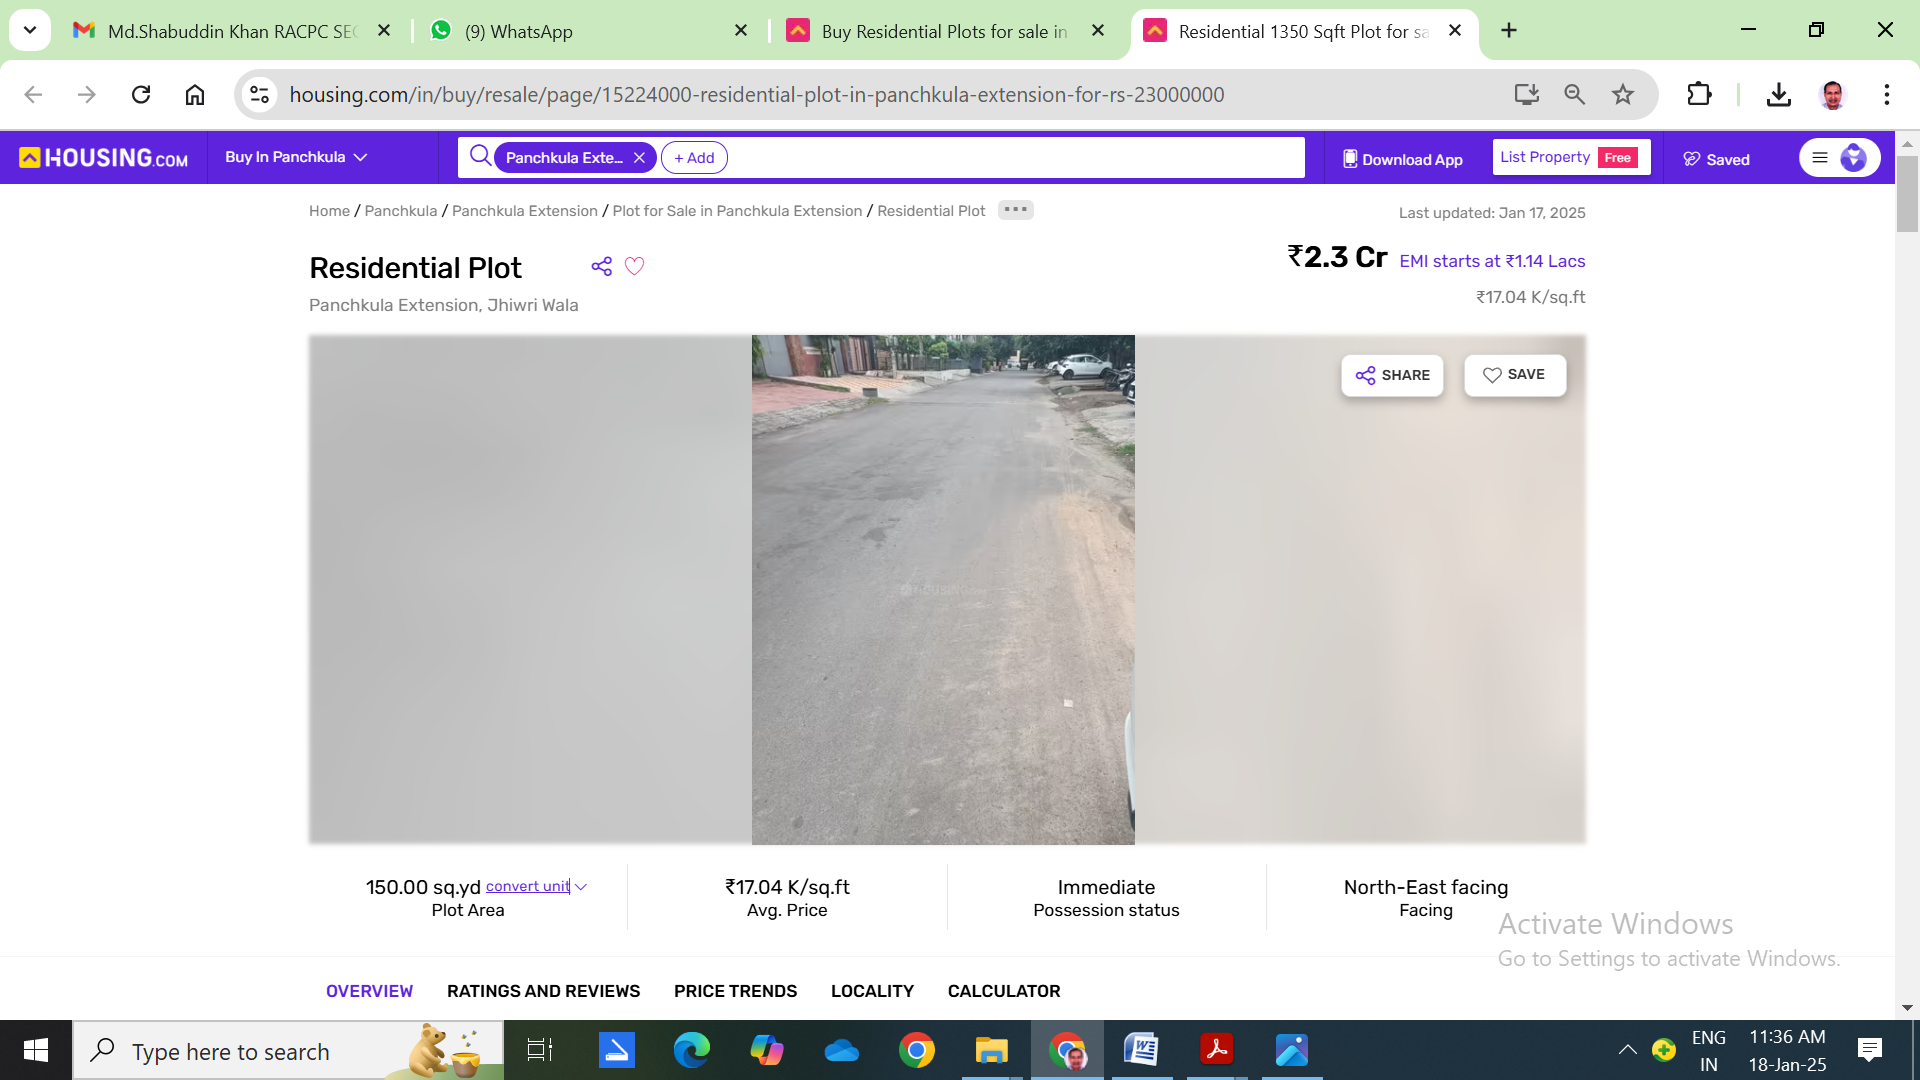 Md.Shabuddin Khan RACPC SEC
(9) WhatsApp
Buy Residential Plots for sale in
Residential 1350 Sqft Plot for sa
housing.com/in/buy/resale/page/15224000-residential-plot-in-panchkula-extension-for-rs-23000000
HOUSING.COM
Buy In Panchkula
Panchkula Exte...
+ Add
Download App
List Property Free
Saved
Home / Panchkula / Panchkula Extension / Plot for Sale in Panchkula Extension / Residential Plot
Last updated: Jan 17, 2025
Residential Plot
₹2.3 Cr EMI starts at ₹1.14 Lacs
Panchkula Extension, Jhiwri Wala
₹17.04 K/sq.ft
SHARE
SAVE
HOUSING
150.00 sq.yd convert unit
Plot Area
₹17.04 K/sq.ft
Avg. Price
Immediate
Possession status
North-East facing
Facing
Activate Windows
Go to Settings to activate Windows.
OVERVIEW
RATINGS AND REVIEWS
PRICE TRENDS
LOCALITY
CALCULATOR
Type here to search
ENG
IN
11:36 AM
18-Jan-25